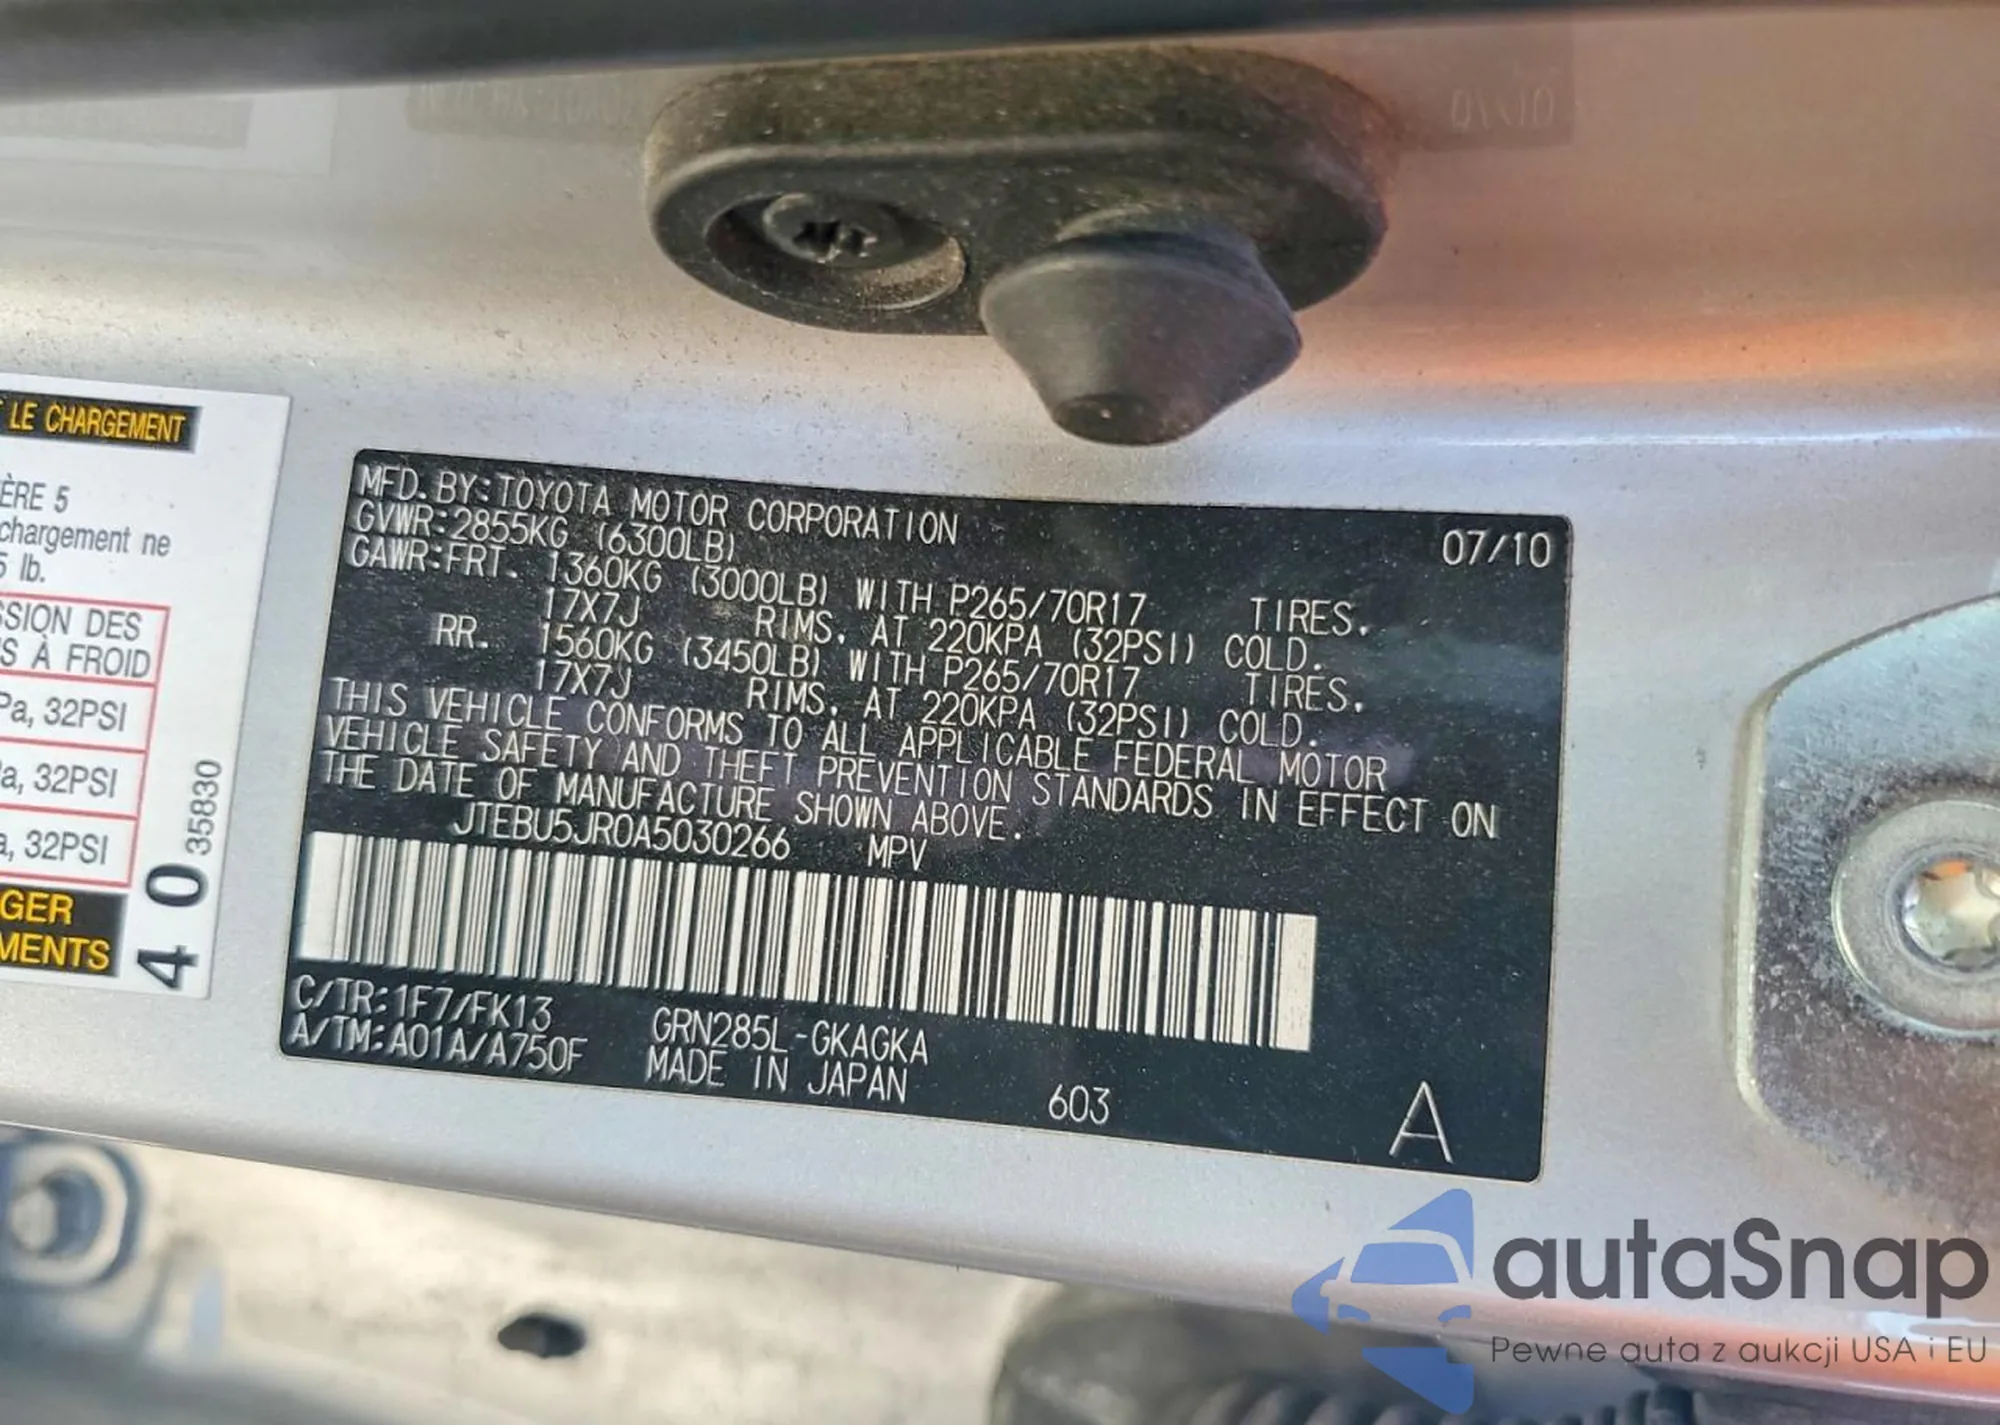 LE CHARGEMENT
ÈRE 5
chargement ne
5 lb.
SSION DES
S À FROID
Pa, 32PSI
a, 32PSI
a, 32PSI
GER
MENTS
40 35830
MFD. BY: TOYOTA MOTOR CORPORATION 07/10
GVWR: 2855KG (6300LB)
GAWR: FRT. 1360KG (3000LB) WITH P265/70R17 TIRES.
17X7J RIMS, AT 220KPA (32PSI) COLD.
RR. 1560KG (3450LB) WITH P265/70R17 TIRES.
17X7J RIMS, AT 220KPA (32PSI) COLD.
THIS VEHICLE CONFORMS TO ALL APPLICABLE FEDERAL MOTOR
VEHICLE SAFETY AND THEFT PREVENTION STANDARDS IN EFFECT ON
THE DATE OF MANUFACTURE SHOWN ABOVE.
JTEBU5JR0A5030266 MPV
C/TR: 1F7/FK13 GRN285L-GKAGKA
A/TM: A01A/A750F MADE IN JAPAN 603 A
autaSnap
Pewne auta z aukcji USA i EU